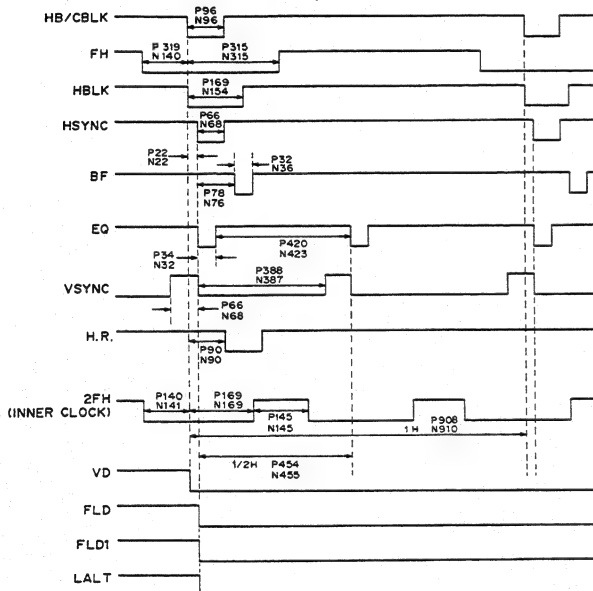 HB/CBLK
P96
N96
FH
P319
N140
P315
N315
HBLK
P169
N154
HSYNC
P66
N68
P22
N22
BF
P32
N36
P78
N76
EQ
P420
N423
P34
N32
VSYNC
P388
N387
P66
N68
H.R.
P90
N90
2FH
(INNER CLOCK)
P140
N141
P169
N169
P145
N145
1H
P908
N910
1/2H
P454
N455
VD
FLD
FLD1
LALT